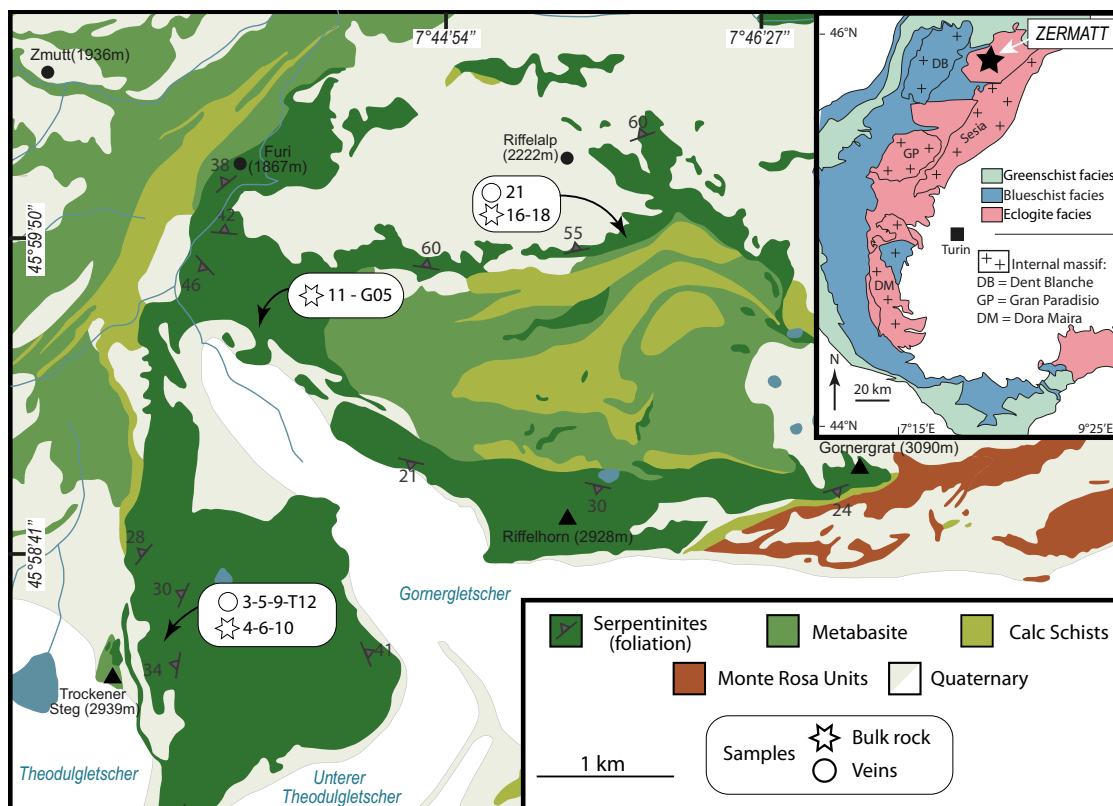 7°44'54''
7°46'27''
Zmutt(1936m)
Furi
(1867m)
Riffelalp
(2222m)
60
38
42
46
60
55
21
16-18
11 - G05
45°59'50''
45°58'41''
21
30
24
Gornergrat (3090m)
Riffelhorn (2928m)
28
30
34
41
3-5-9-T12
4-6-10
Trockener
Steg (2939m)
Gornergletscher
Theodulgletscher
Unterer
Theodulgletscher
46°N
ZERMATT
DB
Sesia
GP
DM
Turin
Greenschist facies
Blueschist facies
Eclogite facies
Internal massif:
DB = Dent Blanche
GP = Gran Paradisio
DM = Dora Maira
N
20 km
44°N
7°15'E
9°25'E
Serpentinites
(foliation)
Metabasite
Calc Schists
Monte Rosa Units
Quaternary
1 km
Samples
Bulk rock
Veins